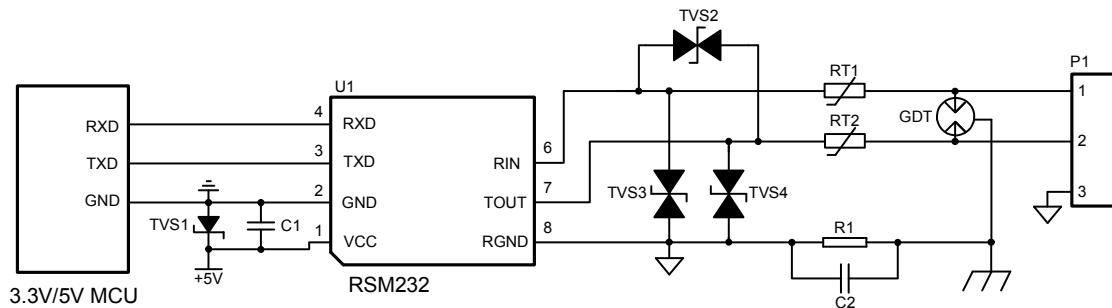 TVS2
P1
U1
RT1
1
4
RXD
RXD
GDT
RT2
3
6
2
TXD
TXD
RIN
7
2
GND
GND
TOUT
TVS3
TVS4
3
TVS1
C1
1
8
R1
VCC
RGND
+5V
RSM232
C2
3.3V/5V MCU